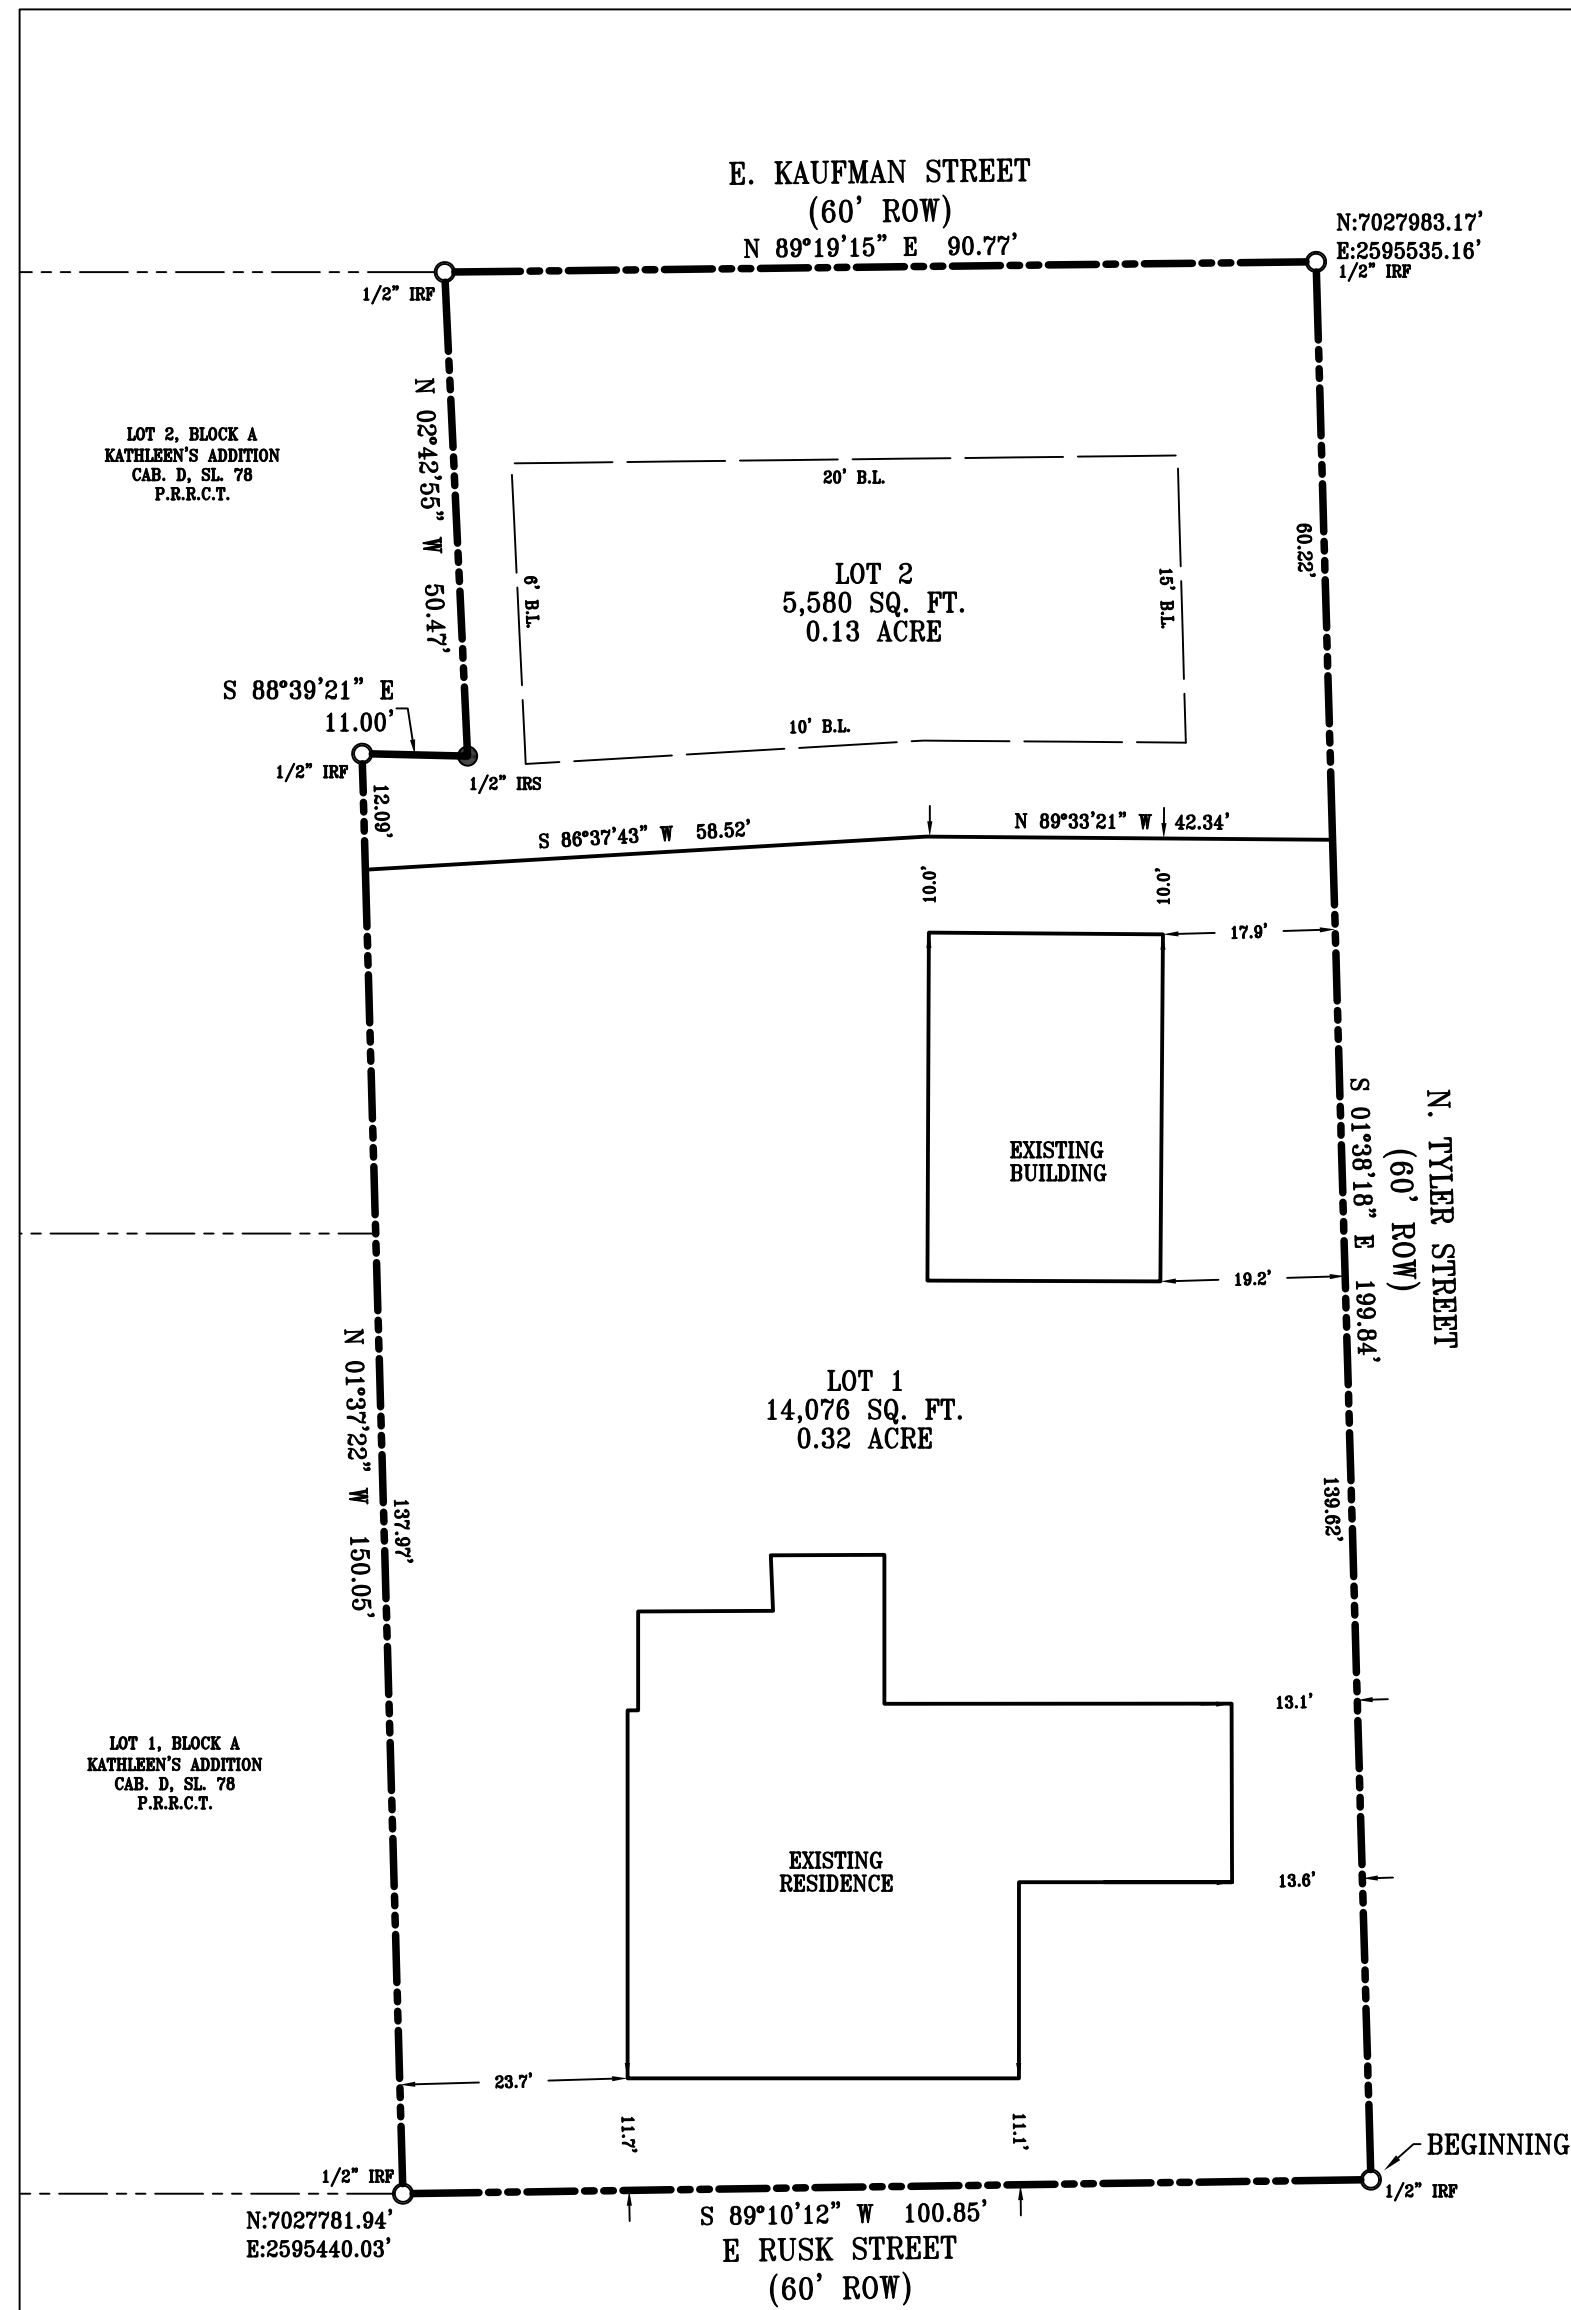 E. KAUFMAN STREET
(60' ROW)
N 89°19'15" E 90.77'
N:7027983.17'
E:2595535.16'
1/2" IRF
1/2" IRF
N 02°42'55" W 50.47'
LOT 2, BLOCK A
KATHLEEN'S ADDITION
CAB. D, SL. 78
P.R.R.C.T.
20' B.L.
6' B.L.
15' B.L.
60.22'
LOT 2
5,580 SQ. FT.
0.13 ACRE
S 88°39'21" E
11.00'
10' B.L.
1/2" IRF
1/2" IRS
12.09'
S 86°37'43" W 58.52'
N 89°33'21" W 42.34'
10.0'
10.0'
17.9'
EXISTING
BUILDING
S 01°38'18" E 199.84'
N. TYLER STREET
(60' ROW)
19.2'
LOT 1
14,076 SQ. FT.
0.32 ACRE
N 01°37'22" W 150.05'
137.97'
139.62'
13.1'
LOT 1, BLOCK A
KATHLEEN'S ADDITION
CAB. D, SL. 78
P.R.R.C.T.
EXISTING
RESIDENCE
13.6'
23.7'
11.7'
11.1'
BEGINNING
1/2" IRF
1/2" IRF
N:7027781.94'
E:2595440.03'
S 89°10'12" W 100.85'
E RUSK STREET
(60' ROW)